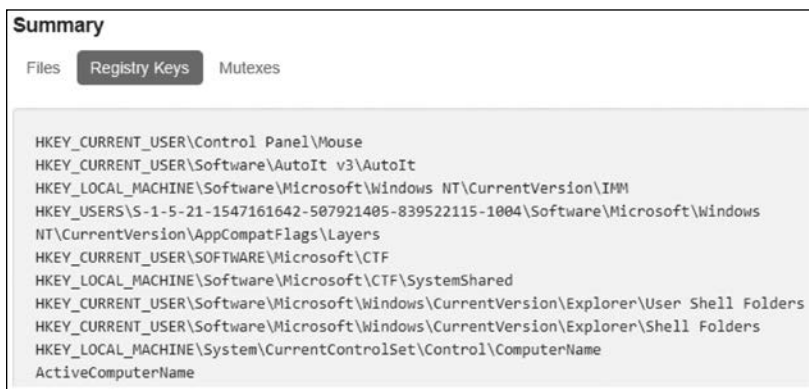 Summary
Files Registry Keys Mutexes
HKEY_CURRENT_USER\Control Panel\Mouse
HKEY_CURRENT_USER\Software\AutoIt v3\AutoIt
HKEY_LOCAL_MACHINE\Software\Microsoft\Windows NT\CurrentVersion\IMM
HKEY_USERS\S-1-5-21-1547161642-507921405-839522115-1004\Software\Microsoft\Windows
NT\CurrentVersion\AppCompatFlags\Layers
HKEY_CURRENT_USER\SOFTWARE\Microsoft\CTF
HKEY_LOCAL_MACHINE\Software\Microsoft\CTF\SystemShared
HKEY_CURRENT_USER\Software\Microsoft\Windows\CurrentVersion\Explorer\User Shell Folders
HKEY_CURRENT_USER\Software\Microsoft\Windows\CurrentVersion\Explorer\Shell Folders
HKEY_LOCAL_MACHINE\System\CurrentControlSet\Control\ComputerName
ActiveComputerName